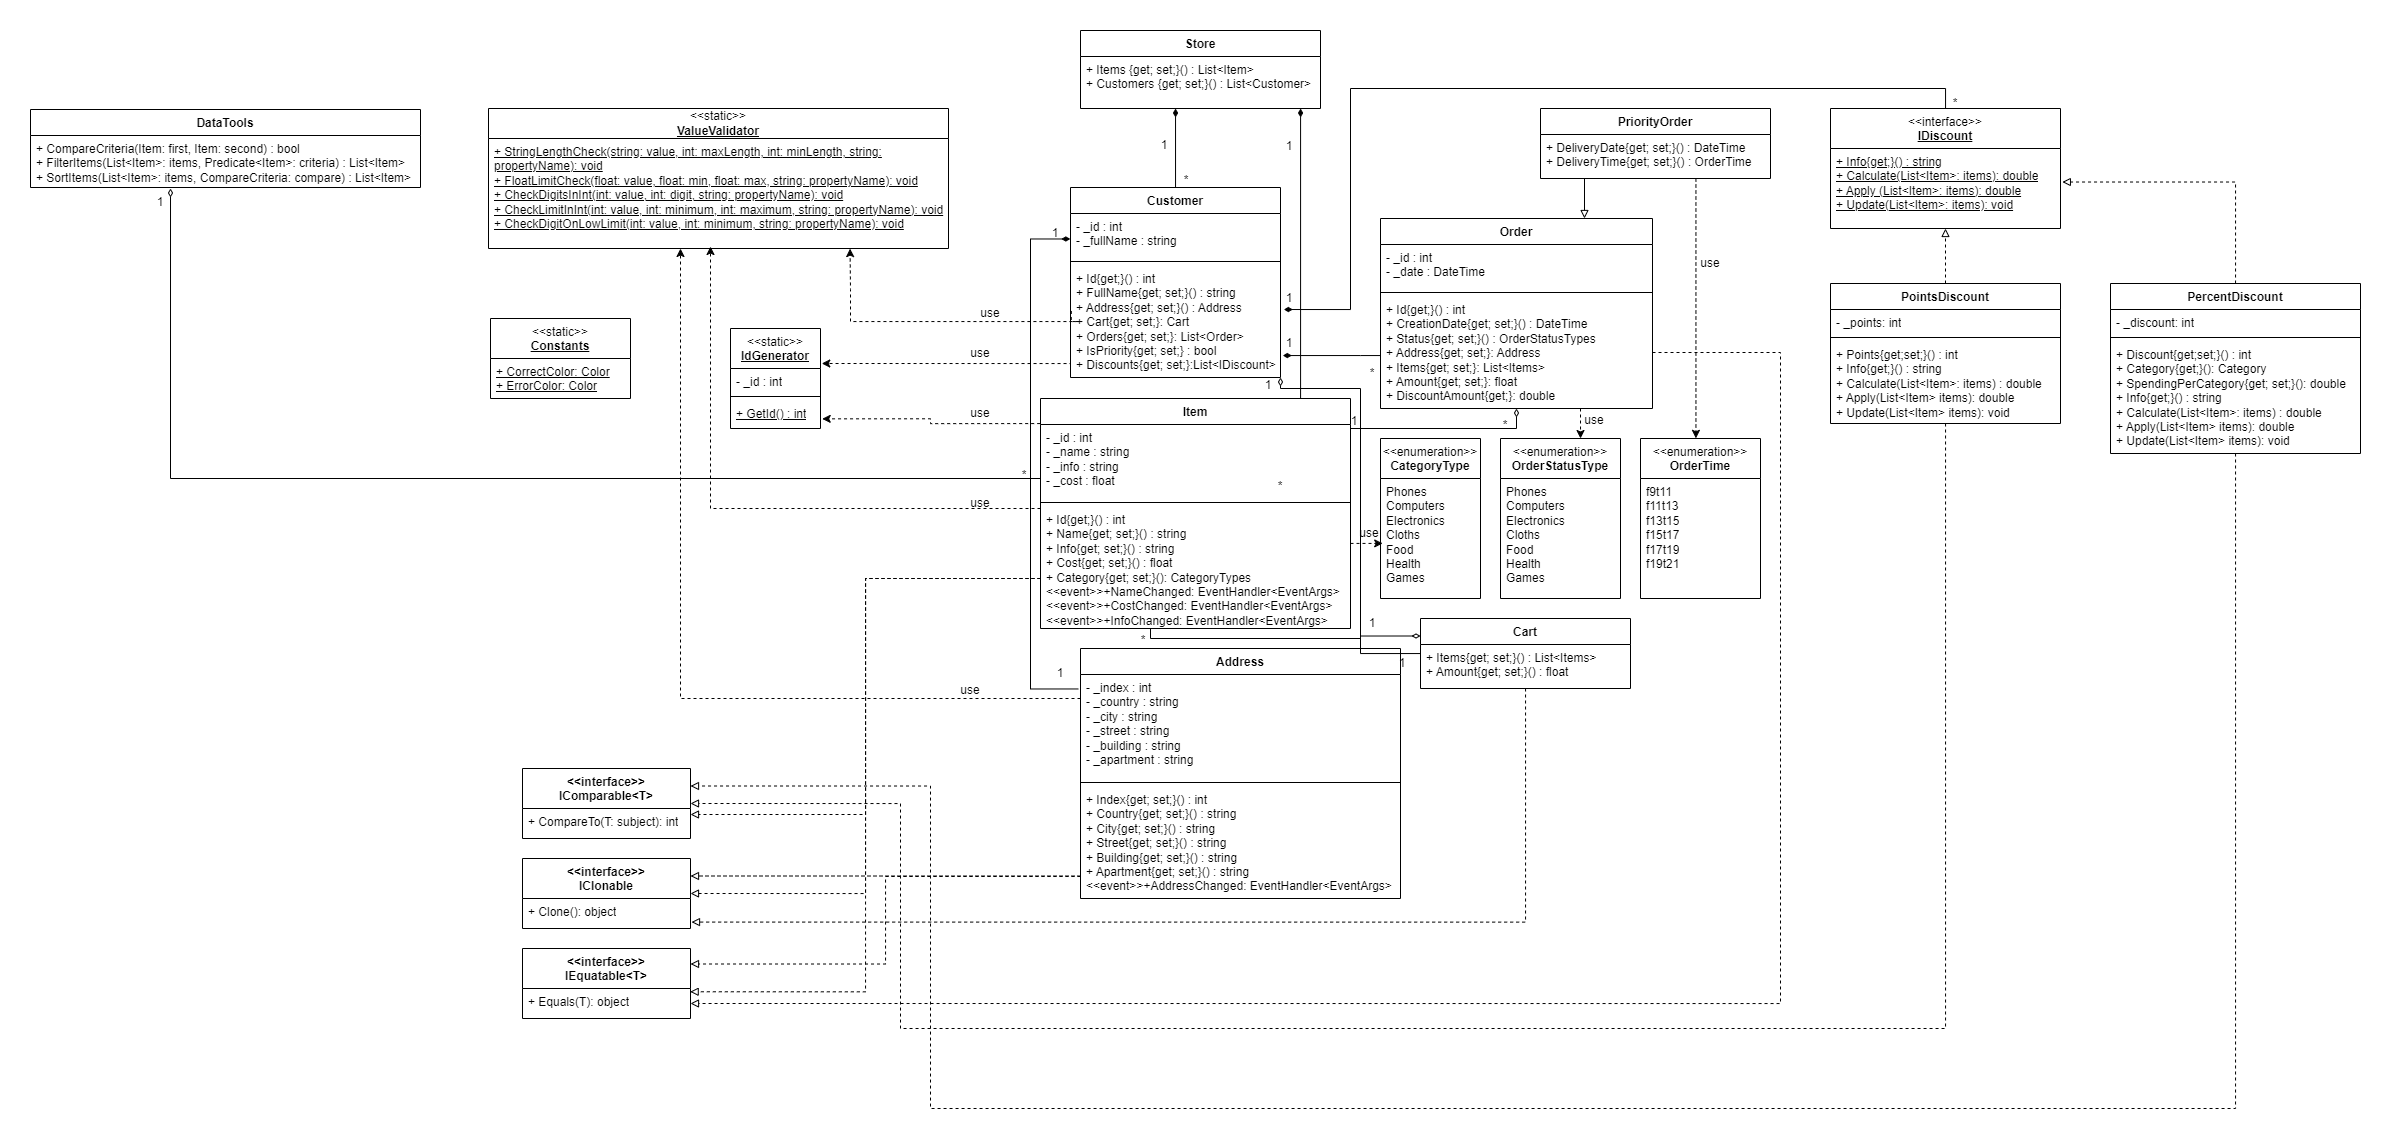 Store
+ Items {get; set;}() : List<Item>
+ Customers {get; set;}() : List<Customer>
DataTools
+ CompareCriteria(Item: first, Item: second) : bool
+ FilterItems(List<Item>: items, Predicate<Item>: criteria) : List<Item>
+ SortItems(List<Item>: items, CompareCriteria: compare) : List<Item>
1
<<static>>
ValueValidator
+ StringLengthCheck(string: value, int: maxLength, int: minLength, string:
propertyName): void
+ FloatLimitCheck(float: value, float: min, float: max, string: propertyName): void
+ CheckDigitsInInt(int: value, int: digit, string: propertyName): void
+ CheckLimitInInt(int: value, int: minimum, int: maximum, string: propertyName): void
+ CheckDigitOnLowLimit(int: value, int: minimum, string: propertyName): void
1
*
1
PriorityOrder
+ DeliveryDate{get; set;}() : DateTime
+ DeliveryTime{get; set;}() : OrderTime
*
<<interface>>
IDiscount
+ Info{get;}() : string
+ Calculate(List<Item>: items): double
+ Apply (List<Item>: items): double
+ Update(List<Item>: items): void
Customer
- _id : int
- _fullName : string
+ Id{get;}() : int
+ FullName{get; set;}() : string
+ Address{get; set;}() : Address
+ Cart{get; set;}: Cart
+ Orders{get; set;}: List<Order>
+ IsPriority{get; set;} : bool
+ Discounts{get; set;}:List<IDiscount>
1
1
1
1
*
Order
- _id : int
- _date : DateTime
+ Id{get;}() : int
+ CreationDate{get; set;}() : DateTime
+ Status{get; set;}() : OrderStatusTypes
+ Address{get; set;}: Address
+ Items{get; set;}: List<Items>
+ Amount{get; set;}: float
+ DiscountAmount{get;}: double
use
use
PointsDiscount
- _points: int
+ Points{get;set;}() : int
+ Info{get;}() : string
+ Calculate(List<Item>: items) : double
+ Apply(List<Item> items): double
+ Update(List<Item> items): void
PercentDiscount
- _discount: int
+ Discount{get;set;}() : int
+ Category{get;}(): Category
+ SpendingPerCategory{get; set;}(): double
+ Info{get;}() : string
+ Calculate(List<Item>: items) : double
+ Apply(List<Item> items): double
+ Update(List<Item> items): void
<<static>>
Constants
+ CorrectColor: Color
+ ErrorColor: Color
<<static>>
IdGenerator
- _id : int
+ GetId() : int
use
use
use
use
use
Item
- _id : int
- _name : string
- _info : string
- _cost : float
+ Id{get;}() : int
+ Name{get; set;}() : string
+ Info{get; set;}() : string
+ Cost{get; set;}() : float
+ Category{get; set;}(): CategoryTypes
<<event>>+NameChanged: EventHandler<EventArgs>
<<event>>+CostChanged: EventHandler<EventArgs>
<<event>>+InfoChanged: EventHandler<EventArgs>
*
*
1
*
use
<<enumeration>>
CategoryType
Phones
Computers
Electronics
Cloths
Food
Health
Games
<<enumeration>>
OrderStatusType
Phones
Computers
Electronics
Cloths
Food
Health
Games
<<enumeration>>
OrderTime
f9t11
f11t13
f13t15
f15t17
f17t19
f19t21
*
1
1
1
Cart
+ Items{get; set;}() : List<Items>
+ Amount{get; set;}() : float
Address
- _index : int
- _country : string
- _city : string
- _street : string
- _building : string
- _apartment : string
+ Index{get; set;}() : int
+ Country{get; set;}() : string
+ City{get; set;}() : string
+ Street{get; set;}() : string
+ Building{get; set;}() : string
+ Apartment{get; set;}() : string
<<event>>+AddressChanged: EventHandler<EventArgs>
<<interface>>
IComparable<T>
+ CompareTo(T: subject): int
<<interface>>
IClonable
+ Clone(): object
<<interface>>
IEquatable<T>
+ Equals(T): object